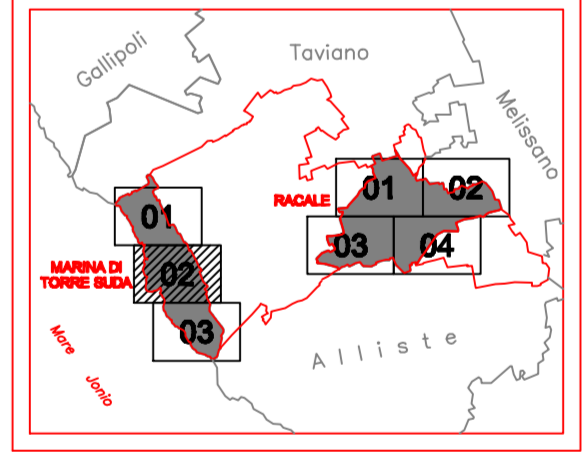 Gallipoli
Taviano
Melissano
RACALE
01
02
03
04
01
MARINA DI
TORRE SUDA
02
03
Mare
Jonio
Alliste